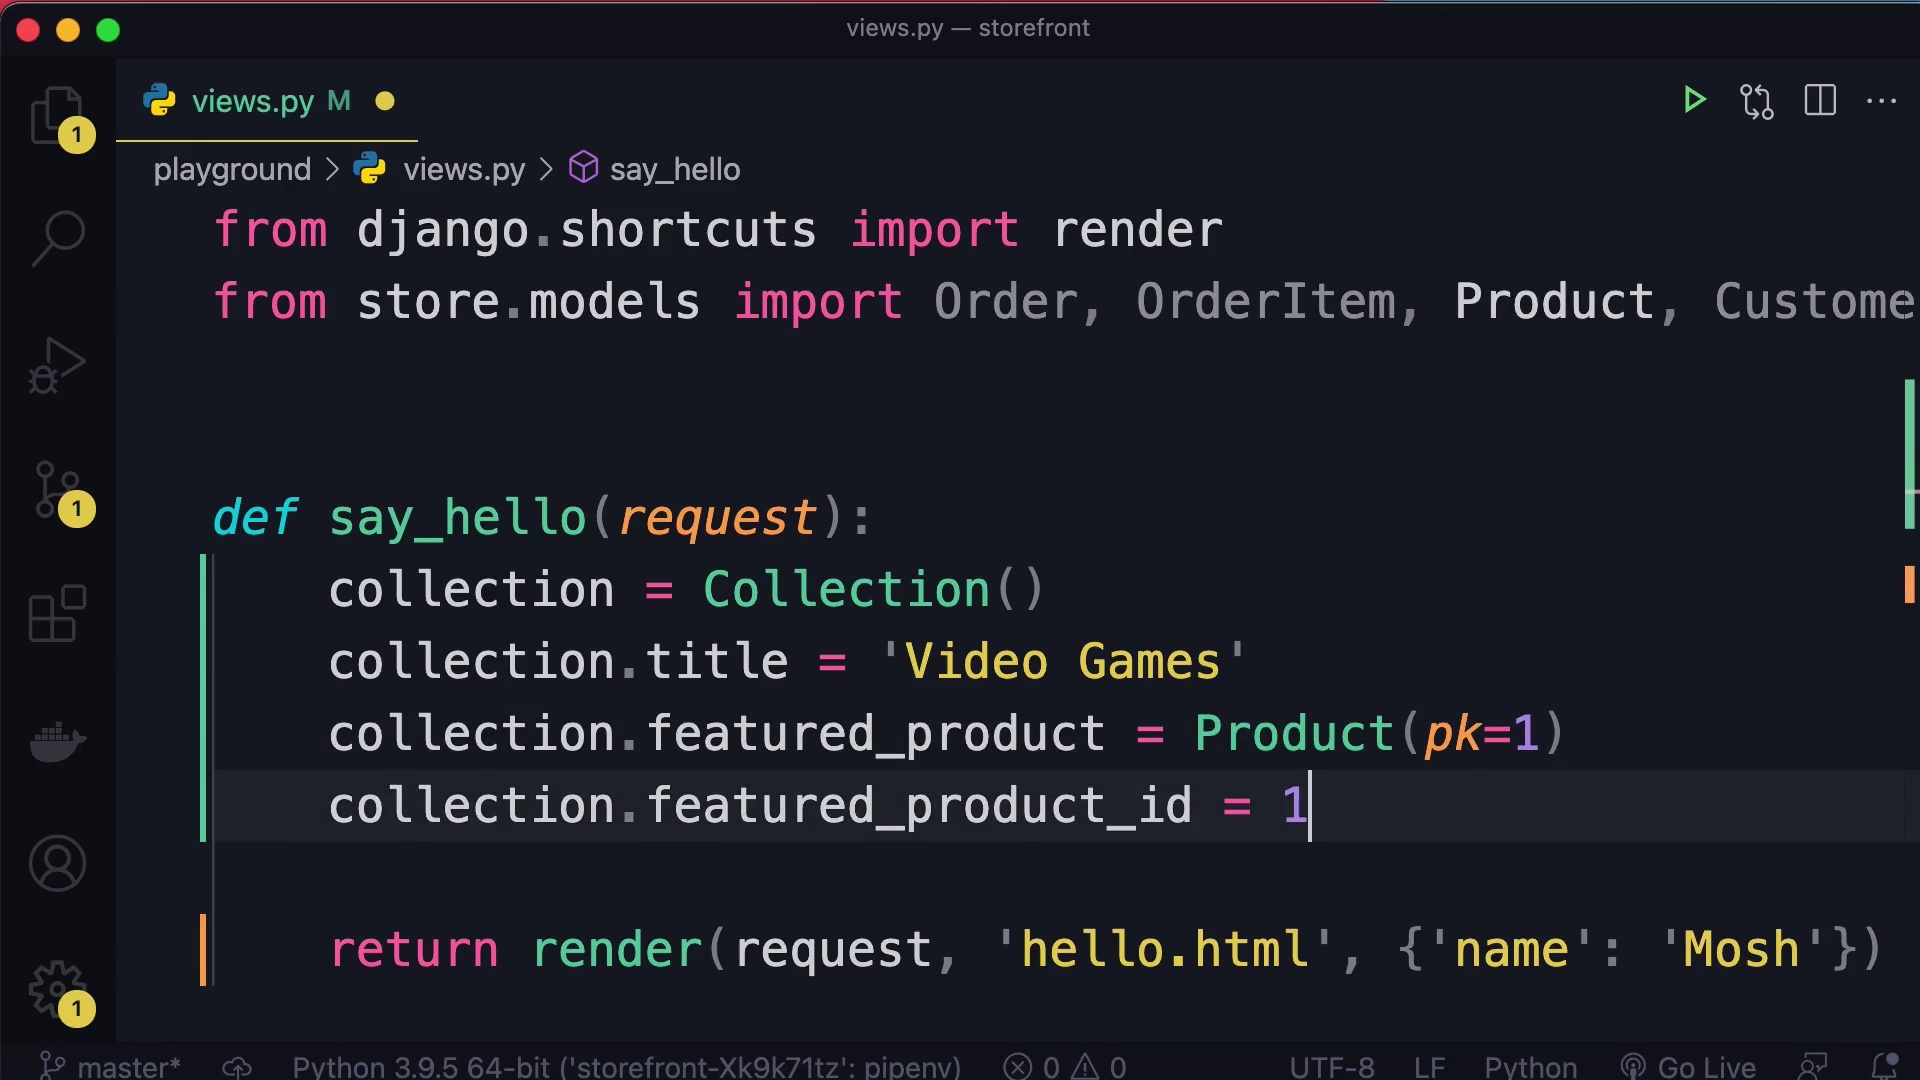 views.py — storefront
views.py M
1
playground > views.py > say_hello
from django.shortcuts import render
from store.models import Order, OrderItem, Product, Custome
def say_hello(request):
1
collection = Collection()
collection.title = 'Video Games'
collection.featured_product = Product(pk=1)
collection.featured_product_id = 1
return render(request, 'hello.html', {'name': 'Mosh'})
1
master* Python 3.9.5 64-bit ('storefront-Xk9k71tz': pipenv) 0 0 UTF-8 LF Python Go Live